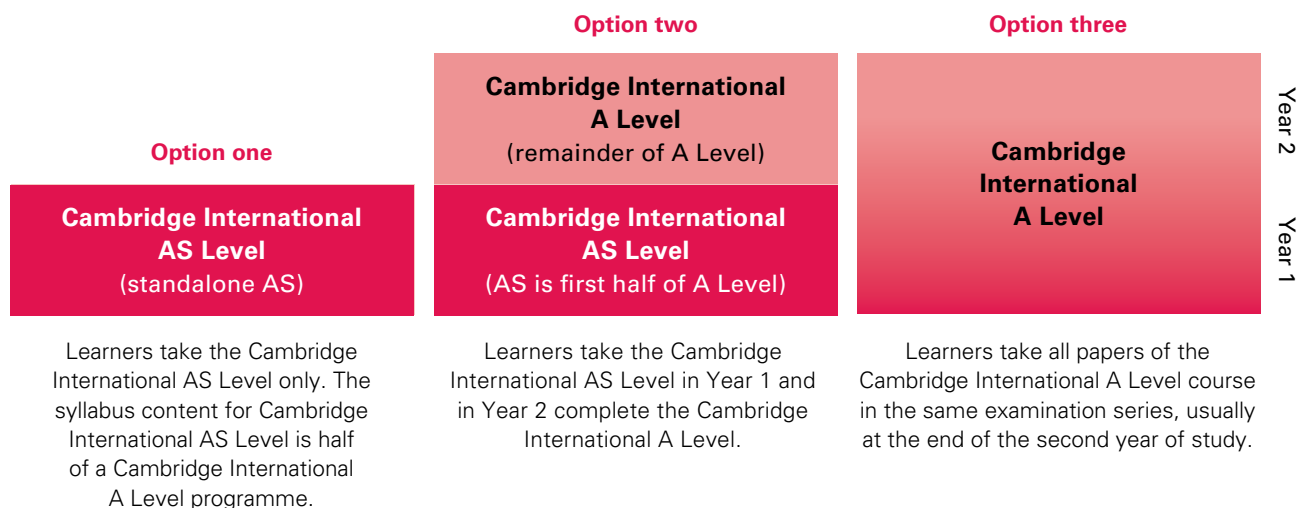 Option one
Cambridge International
AS Level
(standalone AS)
Learners take the Cambridge
International AS Level only. The
syllabus content for Cambridge
International AS Level is half
of a Cambridge International
A Level programme.
Option two
Cambridge International
A Level
(remainder of A Level)
Cambridge International
AS Level
(AS is first half of A Level)
Learners take the Cambridge
International AS Level in Year 1 and
in Year 2 complete the Cambridge
International A Level.
Option three
Cambridge
International
A Level
Learners take all papers of the
Cambridge International A Level course
in the same examination series, usually
at the end of the second year of study.
Year 2
Year 1